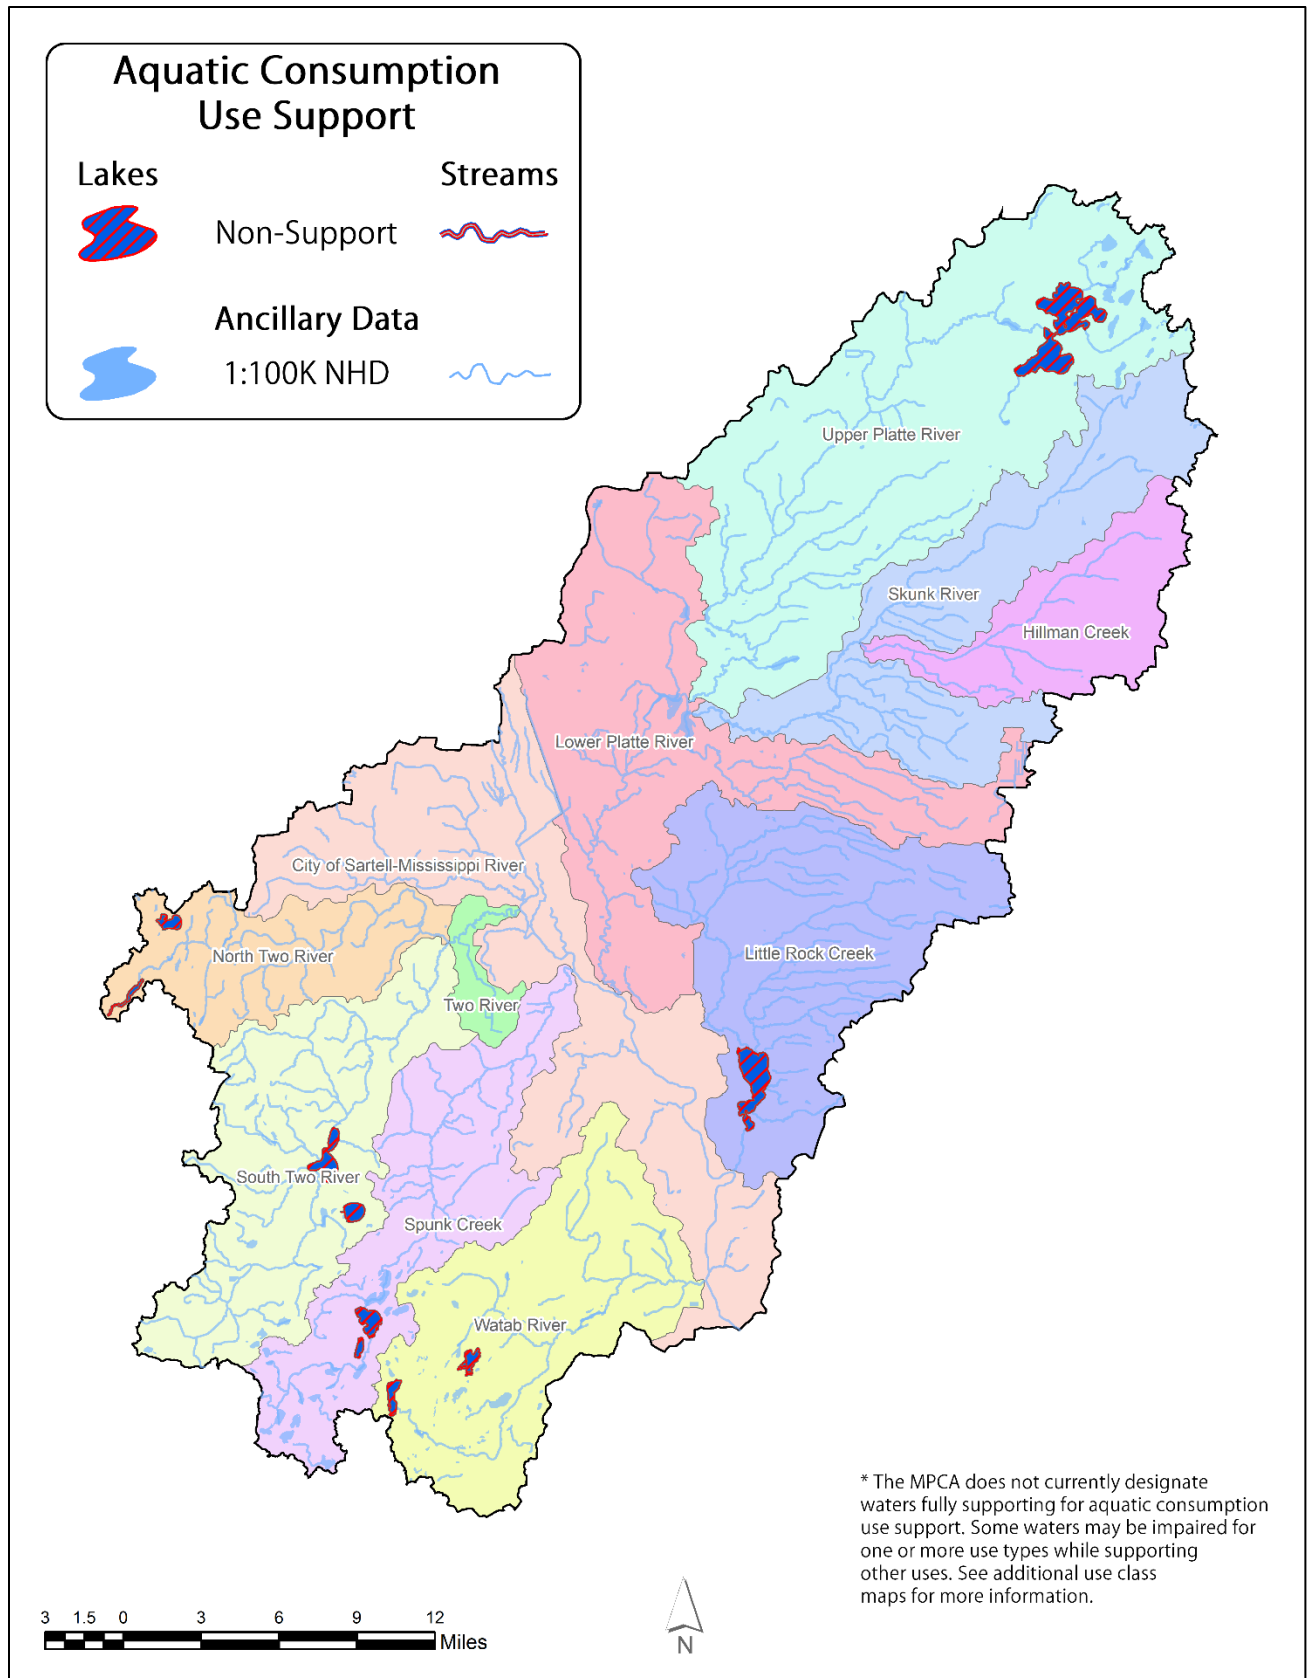 Aquatic Consumption
Use Support
Lakes
Streams
Non-Support
Ancillary Data
1:100K NHD
Upper Platte River
Skunk River
Hillman Creek
Lower Platte River
City of Sartell-Mississippi River
North Two River
Little Rock Creek
Two River
South Two River
Spunk Creek
Watab River
* The MPCA does not currently designate
waters fully supporting for aquatic consumption
use support. Some waters may be impaired for
one or more use types while supporting
other uses. See additional use class
maps for more information.
3 1.5 0 3 6 9 12
Miles
N